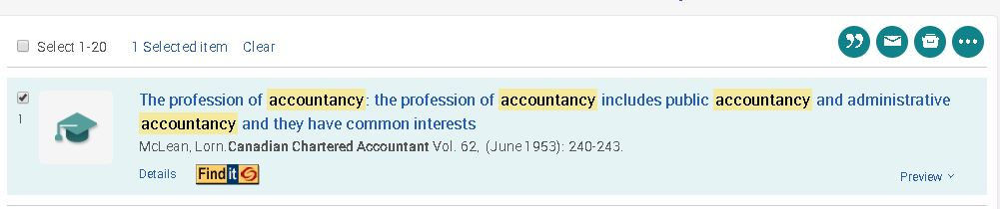 Select 1-20 1 Selected item Clear
The profession of accountancy: the profession of accountancy includes public accountancy and administrative
accountancy and they have common interests
1
McLean, Lorn.Canadian Chartered Accountant Vol. 62, (June 1953): 240-243.
Details Find it
Preview